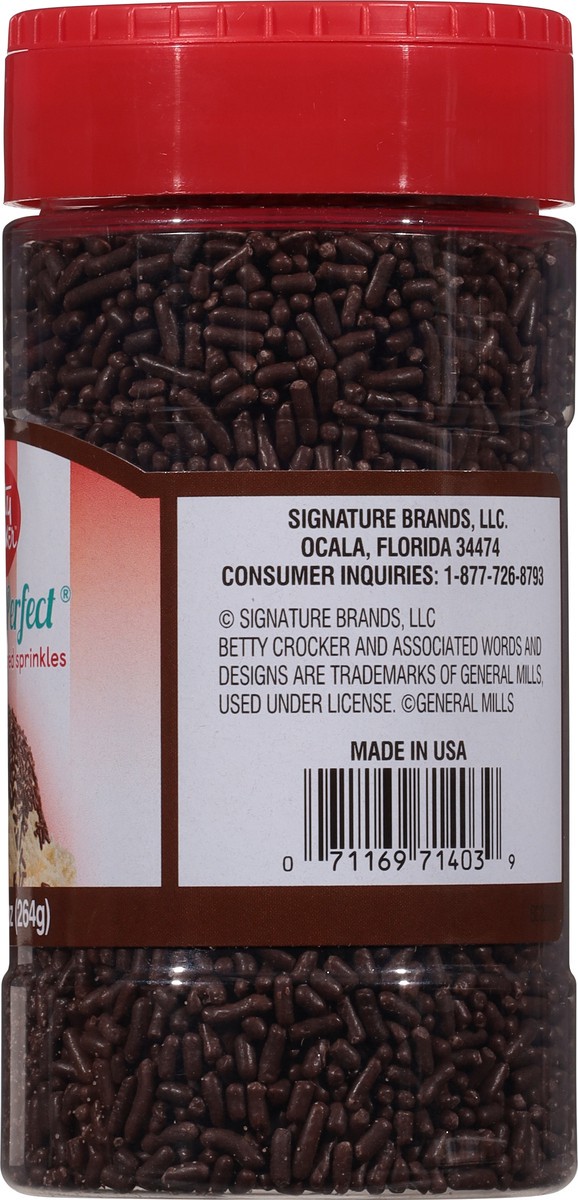 SIGNATURE BRANDS, LLC.
OCALA, FLORIDA 34474
CONSUMER INQUIRIES: 1-877-726-8793
© SIGNATURE BRANDS, LLC
BETTY CROCKER AND ASSOCIATED WORDS AND
DESIGNS ARE TRADEMARKS OF GENERAL MILLS,
USED UNDER LICENSE. ©GENERAL MILLS
MADE IN USA
0 71169 71403 9
erfect®
sprinkles
(264g)